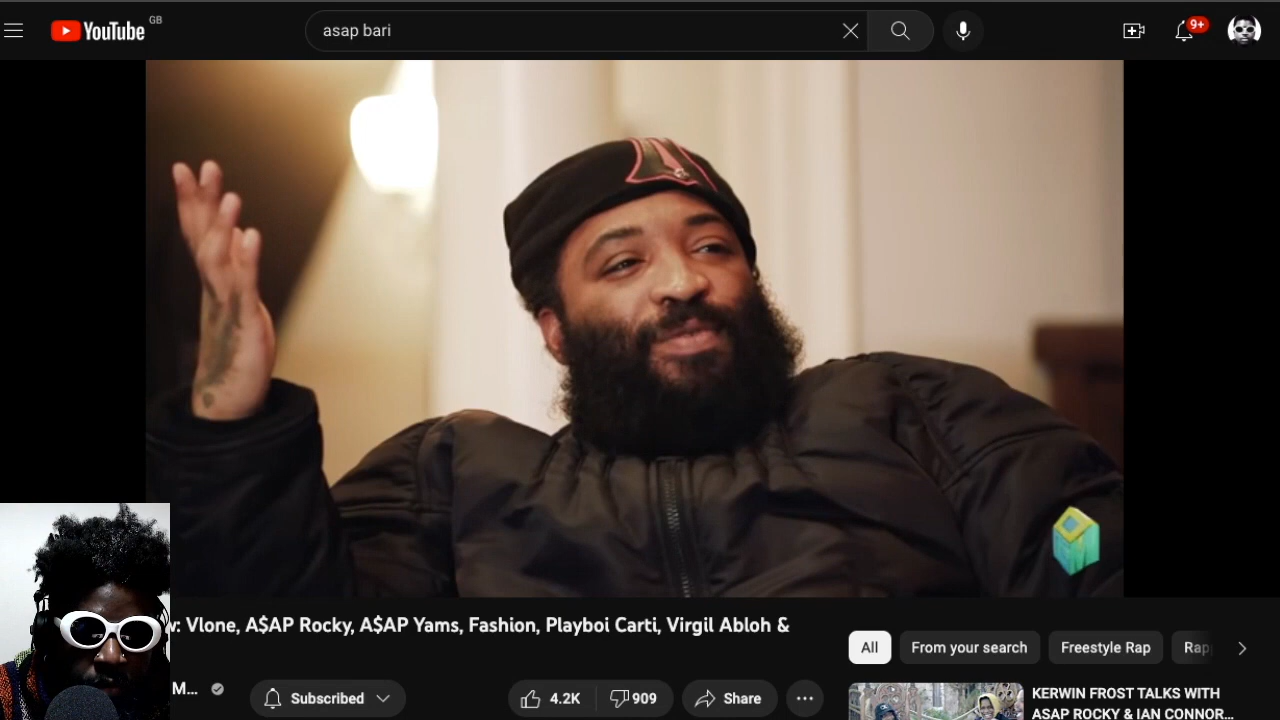 YouTube GB
asap bari
9+
v: Vlone, A$AP Rocky, A$AP Yams, Fashion, Playboi Carti, Virgil Abloh &
M...
Subscribed
4.2K
909
Share
All
From your search
Freestyle Rap
Rap
KERWIN FROST TALKS WITH
ASAP ROCKY & IAN CONNOR...